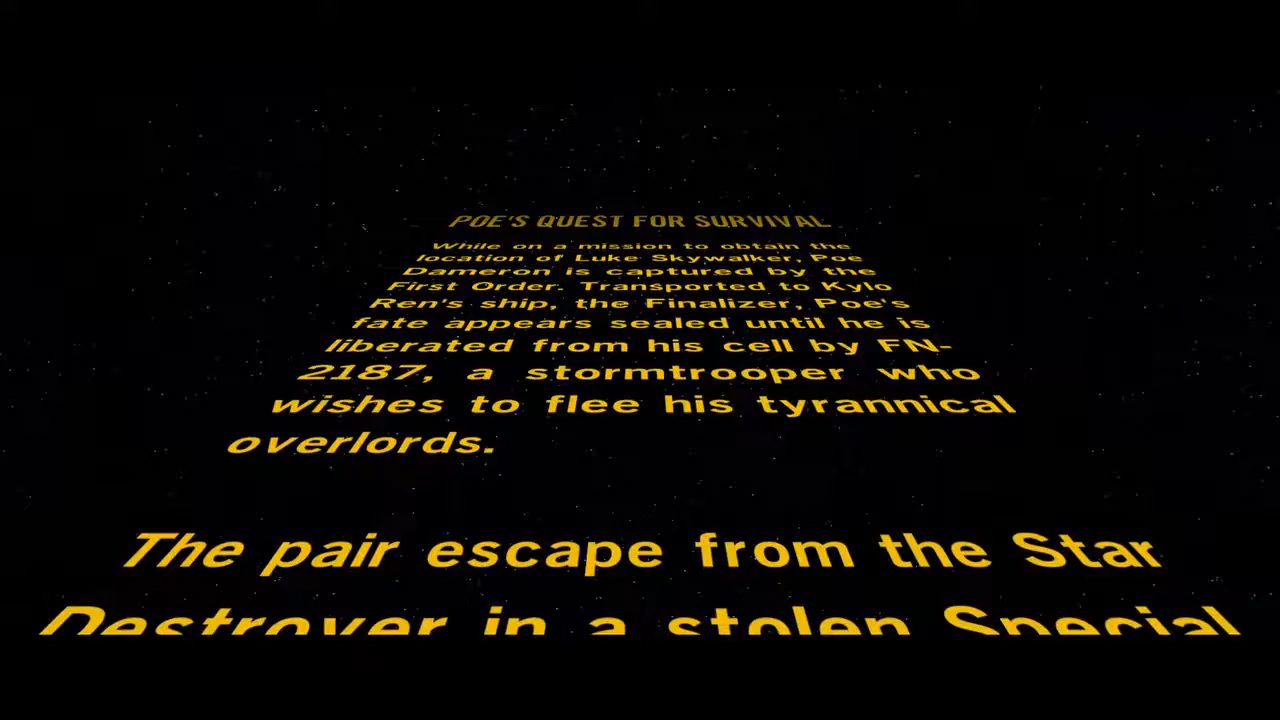 POE'S QUEST FOR SURVIVAL
While on a mission to obtain the
location of Luke Skywalker, Poe
Dameron is captured by the
First Order. Transported to Kylo
Ren's ship, the Finalizer, Poe's
fate appears sealed until he is
liberated from his cell by FN-
2187, a stormtrooper who
wishes to flee his tyrannical
overlords.
The pair escape from the Star
Destroyer in a stolen Special